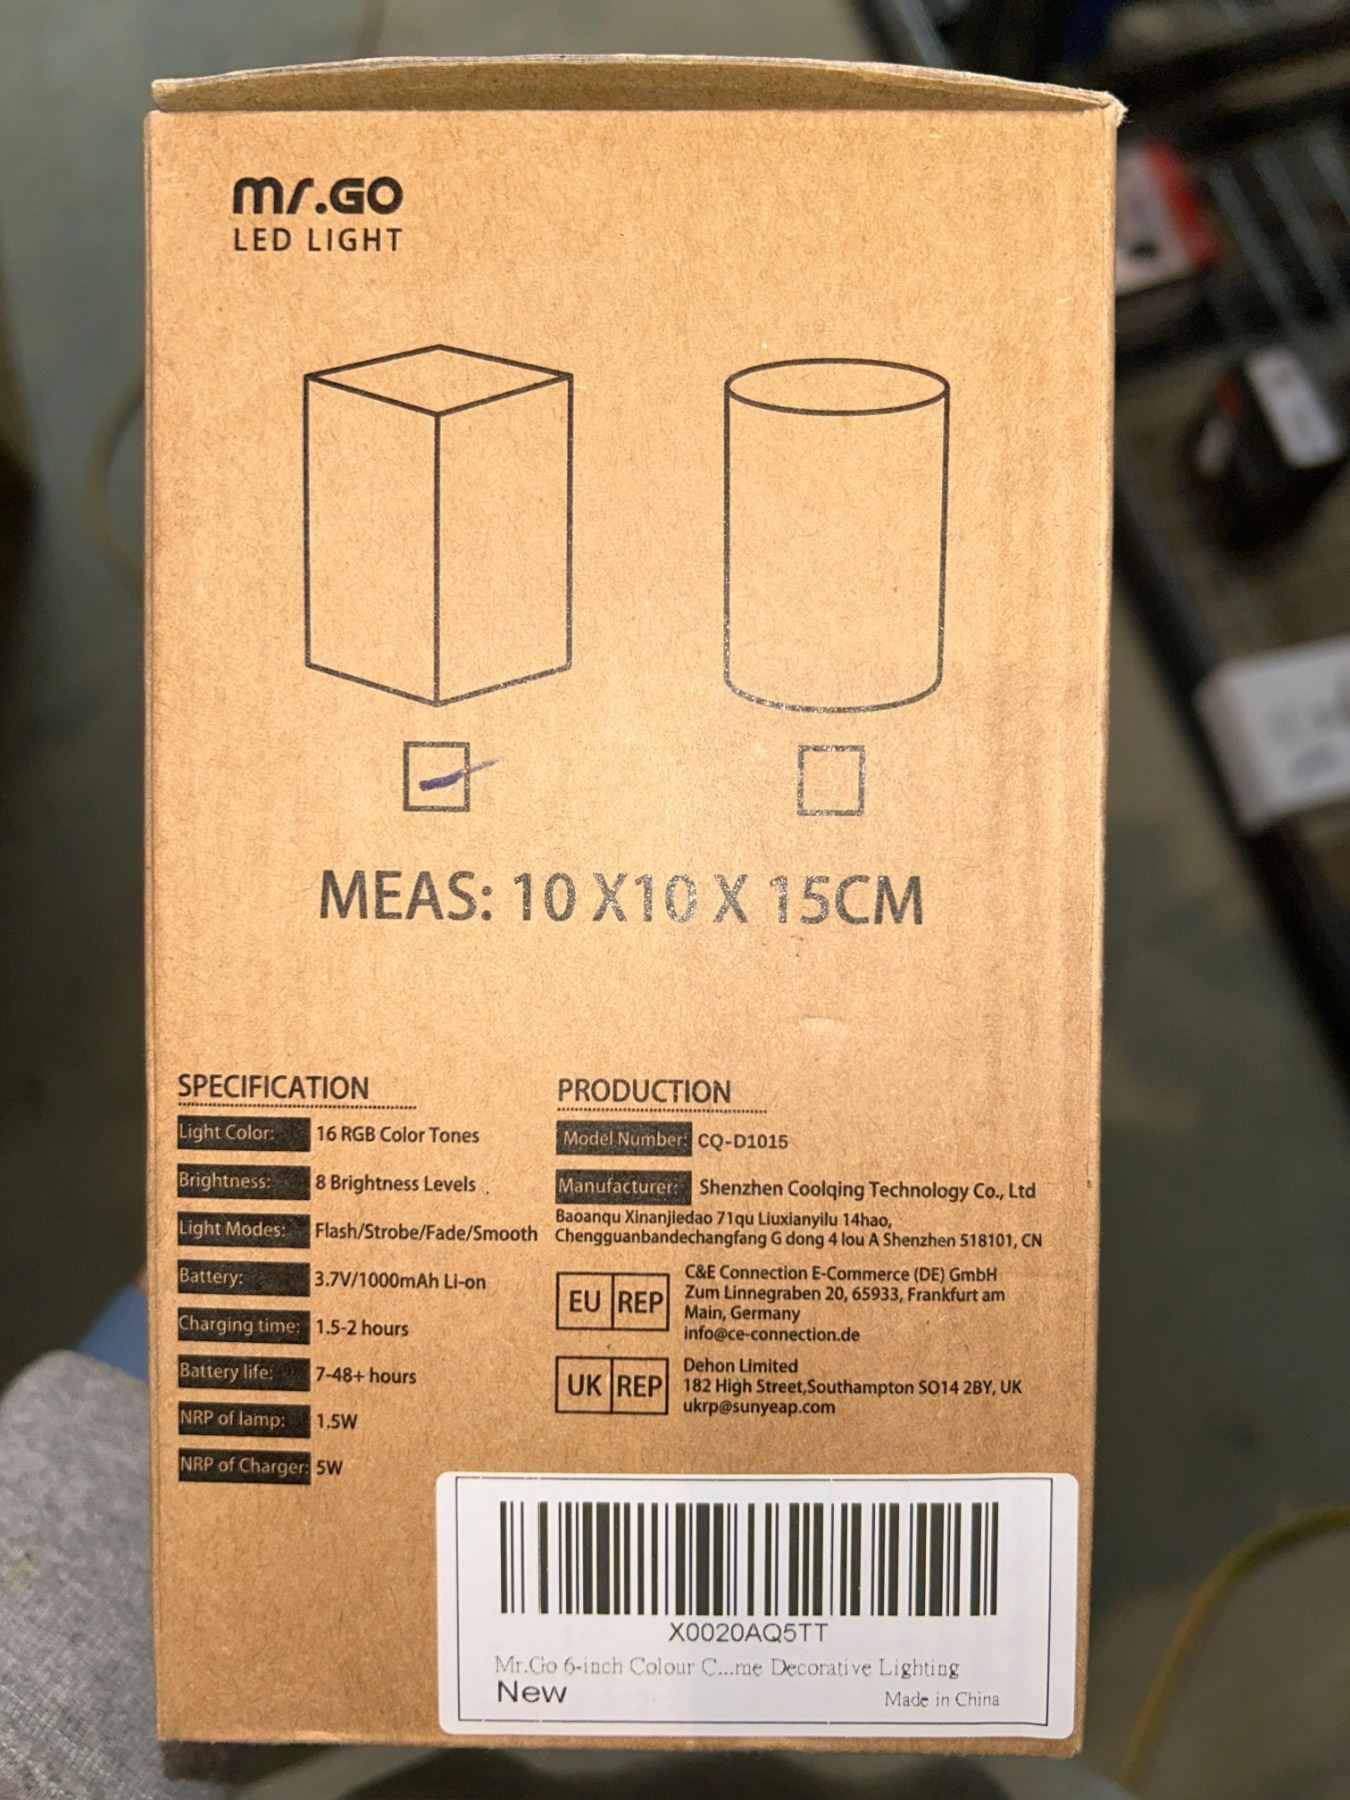 mr.GO
LED LIGHT
MEAS: 10 X10 X 15CM
SPECIFICATION
Light Color: 16 RGB Color Tones
Brightness: 8 Brightness Levels
Light Modes: Flash/Strobe/Fade/Smooth
Battery: 3.7V/1000mAh Li-on
Charging time: 1.5-2 hours
Battery life: 7-48+ hours
NRP of lamp: 1.5W
NRP of Charger: 5W
PRODUCTION
Model Number: CQ-D1015
Manufacturer: Shenzhen Coolqing Technology Co., Ltd
Baoanqu Xinanjiedao 71qu Liuxianyilu 14hao,
Chengguanbandechangfang G dong 4 lou A Shenzhen 518101, CN
EU REP
C&E Connection E-Commerce (DE) GmbH
Zum Linnegraben 20, 65933, Frankfurt am
Main, Germany
info@ce-connection.de
UK REP
Dehon Limited
182 High Street,Southampton SO14 2BY, UK
ukrp@sunyeap.com
X0020AQ5TT
Mr.Go 6-inch Colour C...me Decorative Lighting
New
Made in China